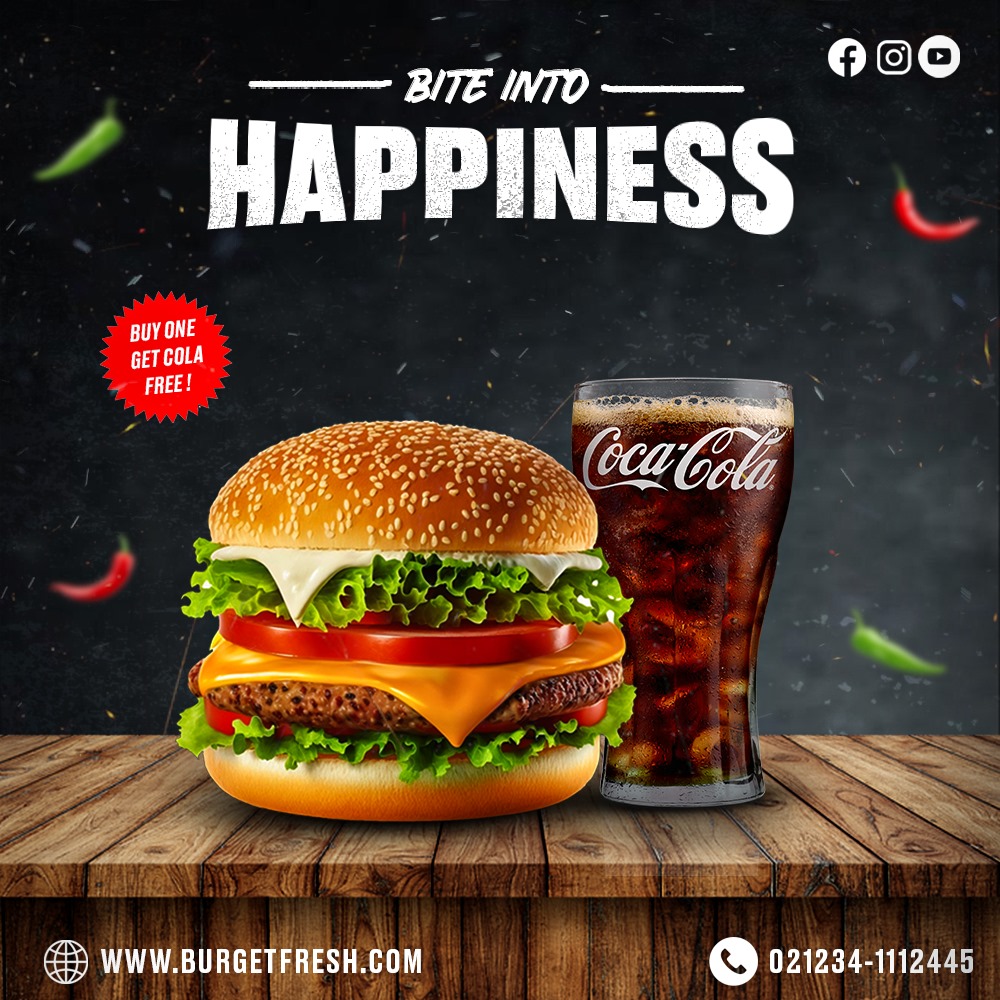 BITE INTO
HAPPINESS
BUY ONE
GET COLA
FREE!
Coca-Cola
WWW.BURGETFRESH.COM
021234-1112445